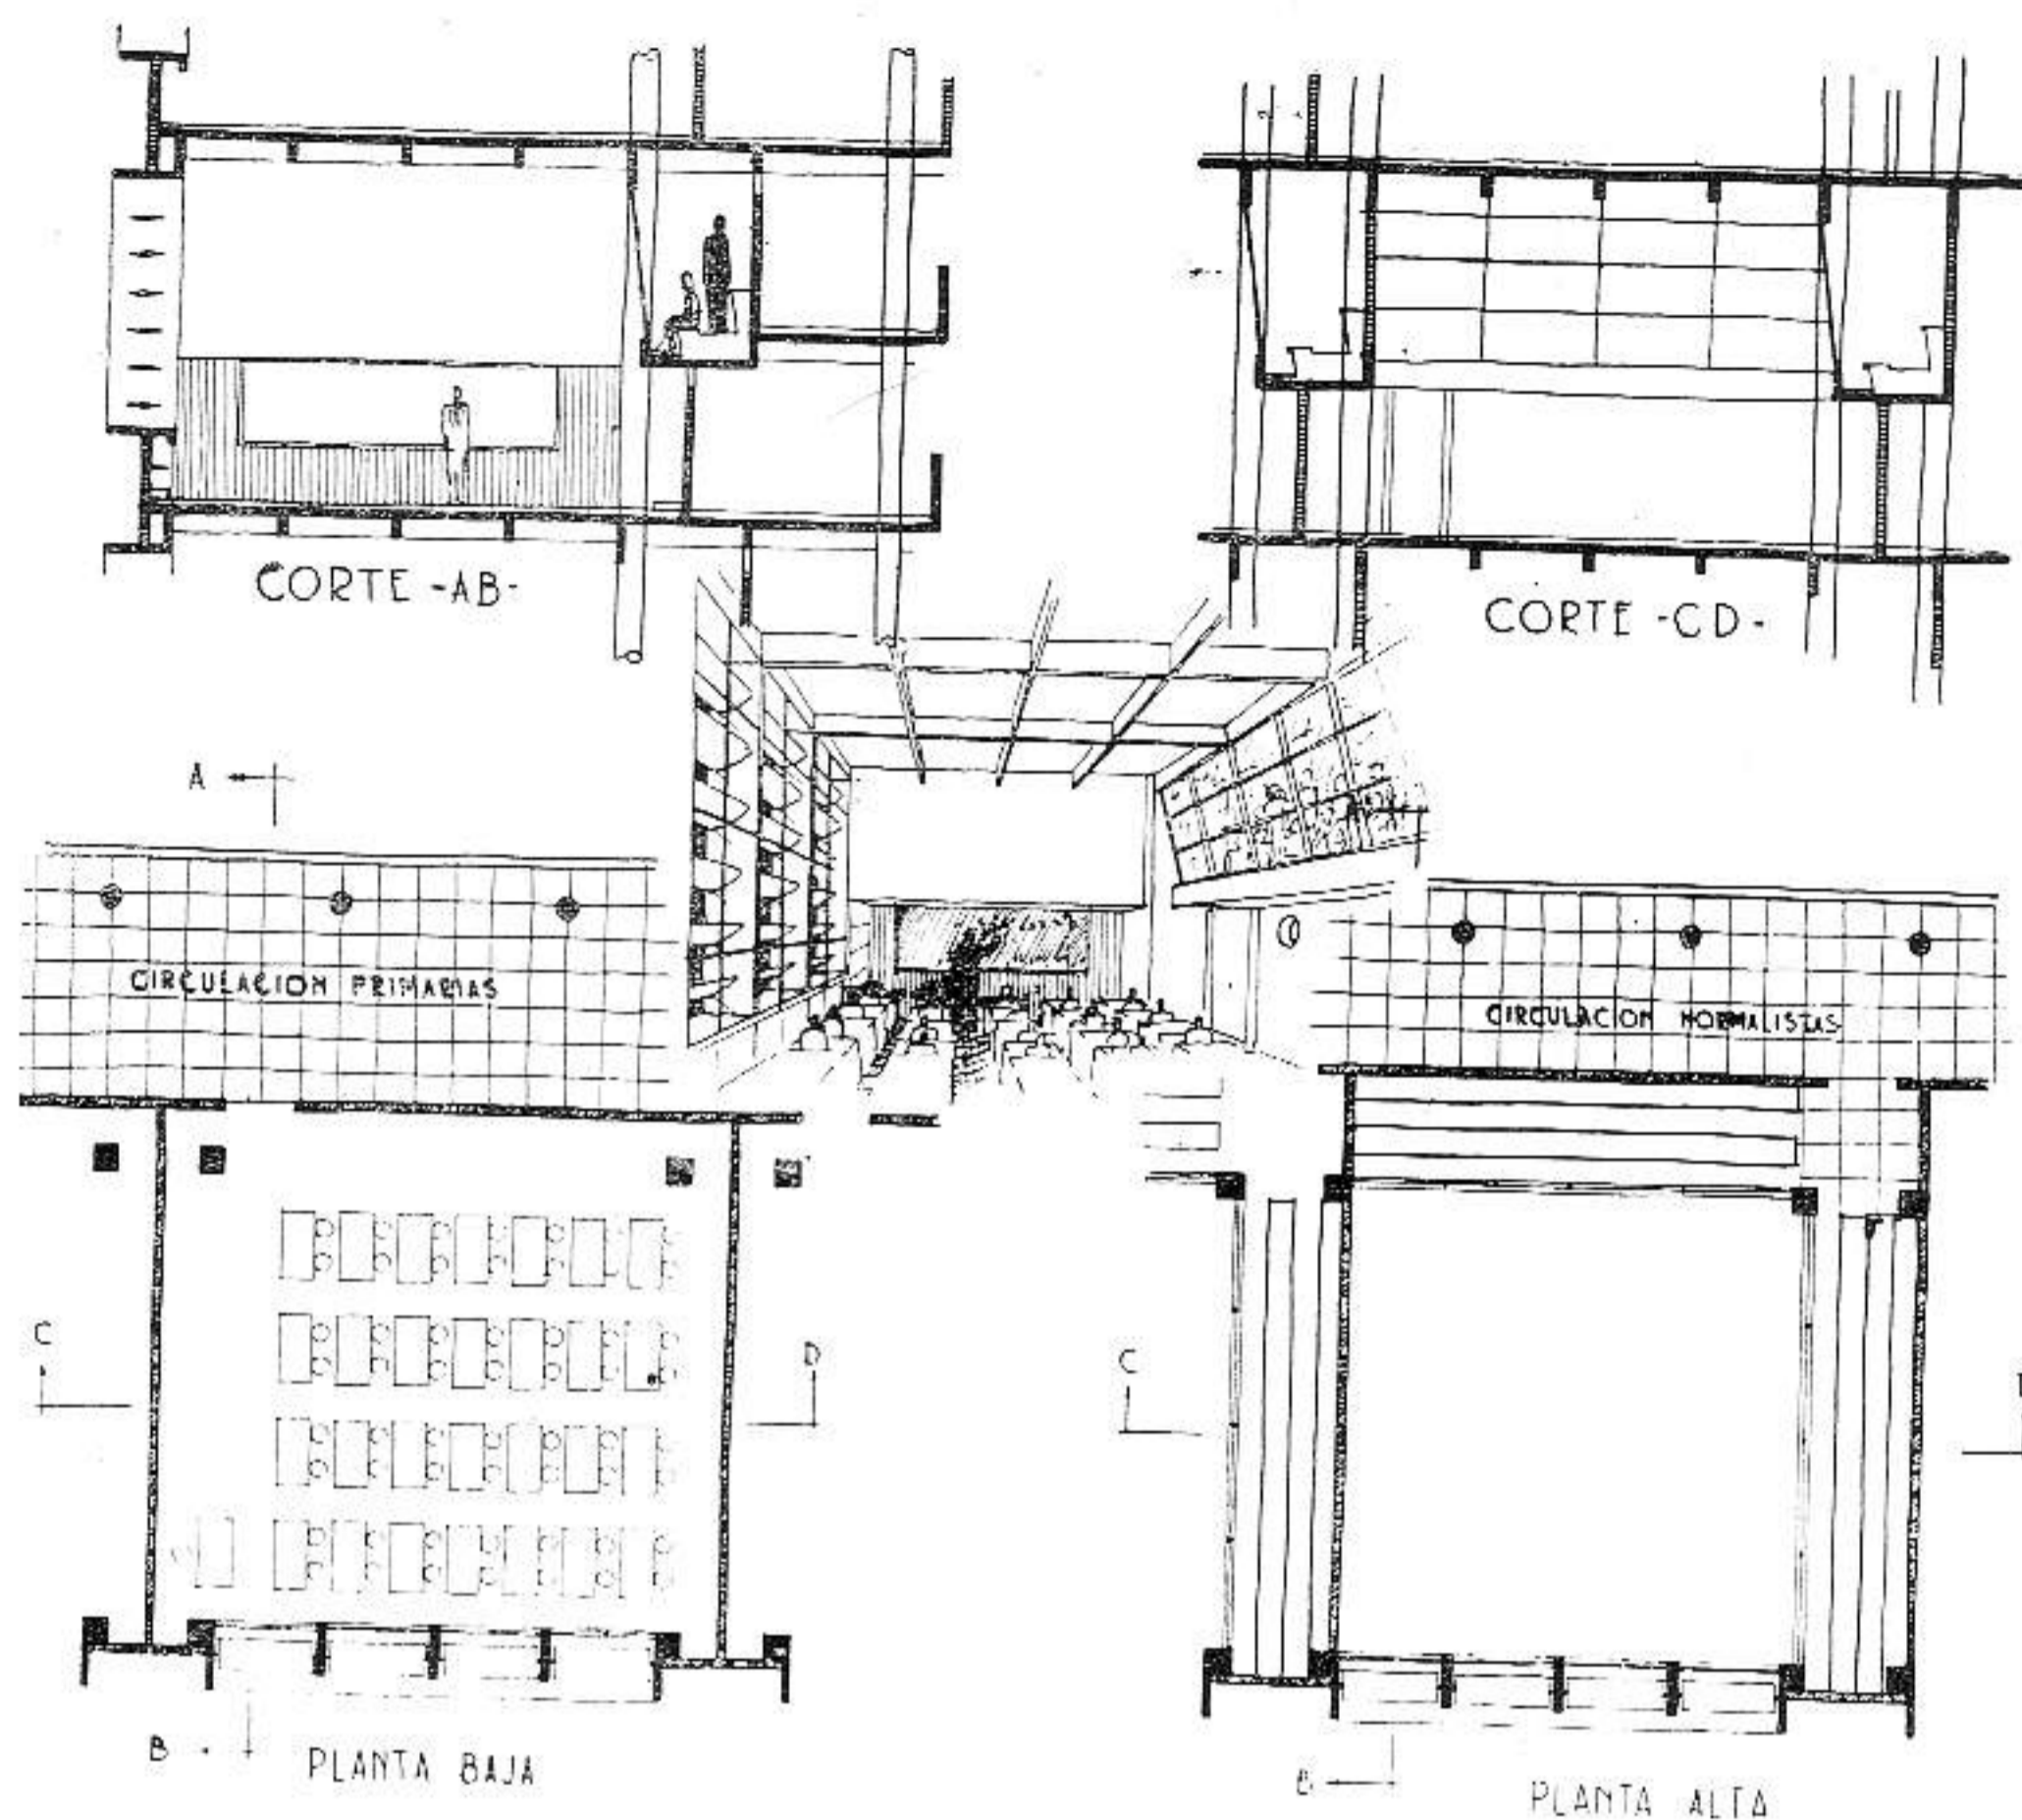 CORTE -AB-
CORTE -CD-
A
CIRCULACION PRIMARIAS
CIRCULACION NORMALISTAS
C
D
C
B
PLANTA BAJA
B
PLANTA ALTA